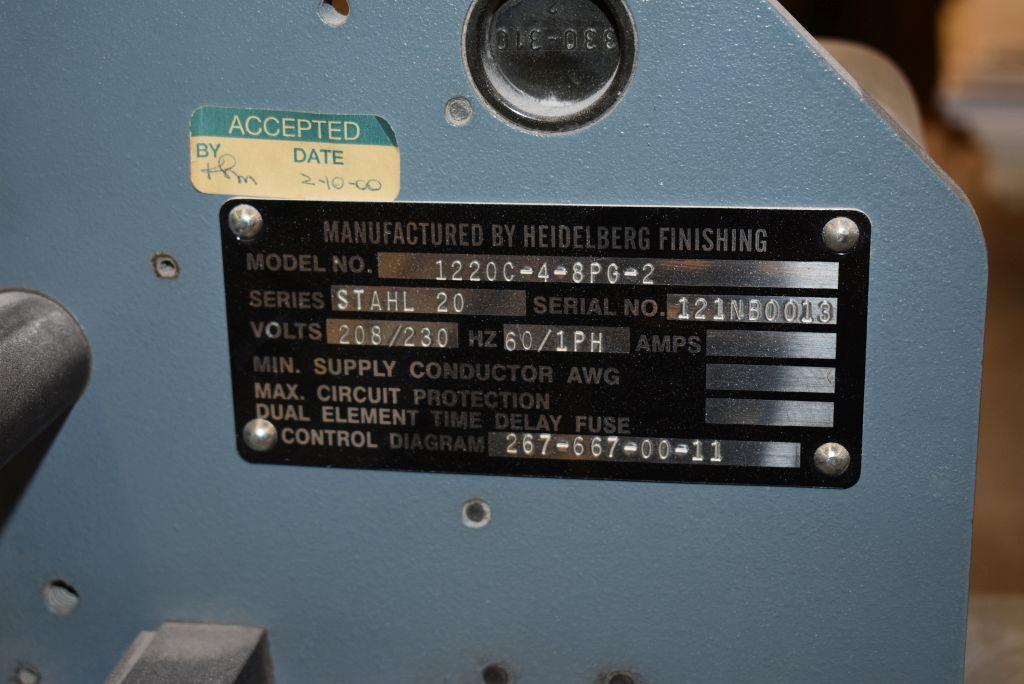 330-310
ACCEPTED
BY DATE
2-10-00
MANUFACTURED BY HEIDELBERG FINISHING
MODEL NO. 1220C-4-8PG-2
SERIES STAHL 20 SERIAL NO. 121NB0013
VOLTS 208/230 HZ 60/1PH AMPS
MIN. SUPPLY CONDUCTOR AWG
MAX. CIRCUIT PROTECTION
DUAL ELEMENT TIME DELAY FUSE
CONTROL DIAGRAM 267-667-00-11